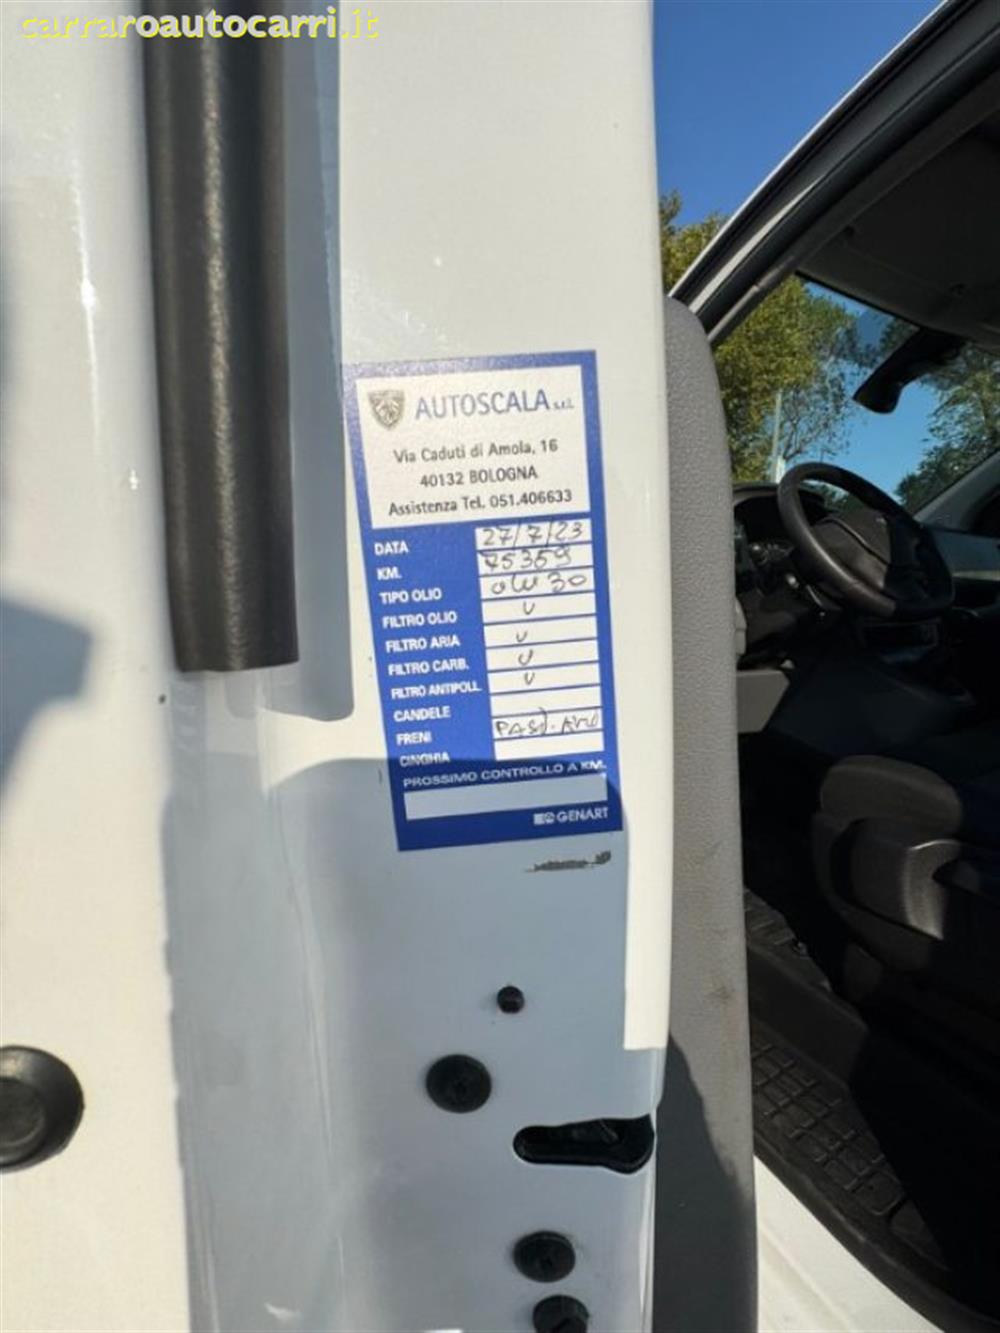 carraroautocarri.it
AUTOSCALA s.r.l.
Via Caduti di Amola, 16
40132 BOLOGNA
Assistenza Tel. 051.406633
DATA 27/7/23
KM. 75369
TIPO OLIO 0W30
FILTRO OLIO V
FILTRO ARIA V
FILTRO CARB. V
FILTRO ANTIPOLL. V
CANDELE
FRENI
CINGHIA
PROSSIMO CONTROLLO A KM.
GENART